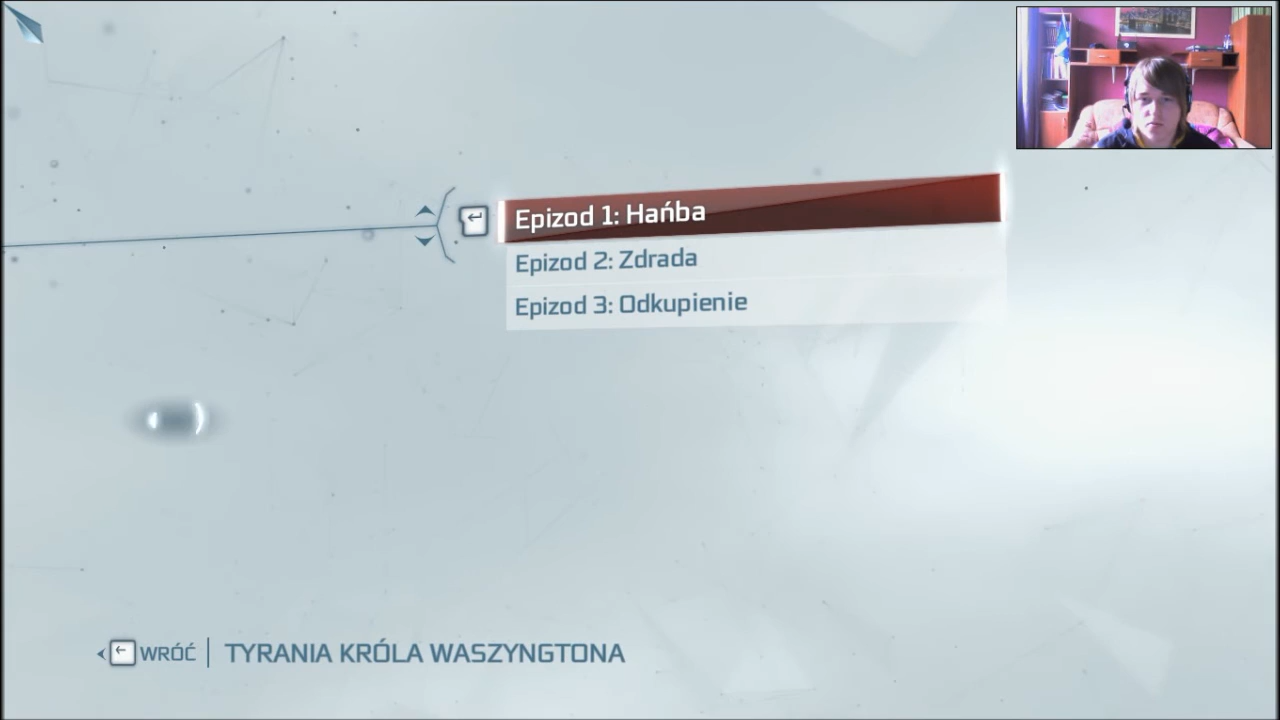 Epizod 1: Hańba
Epizod 2: Zdrada
Epizod 3: Odkupienie
WRÓĆ | TYRANIA KRÓLA WASZYNGTONA